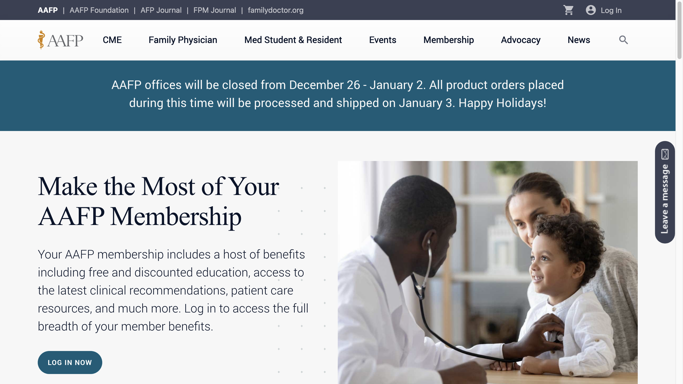 AAFP | AAFP Foundation | AFP Journal | FPM Journal | familydoctor.org
Log In
AAFP
CME Family Physician Med Student & Resident Events Membership Advocacy News
AAFP offices will be closed from December 26 - January 2. All product orders placed
during this time will be processed and shipped on January 3. Happy Holidays!
Leave a message
Make the Most of Your
AAFP Membership
Your AAFP membership includes a host of benefits
including free and discounted education, access to
the latest clinical recommendations, patient care
resources, and much more. Log in to access the full
breadth of your member benefits.
LOG IN NOW